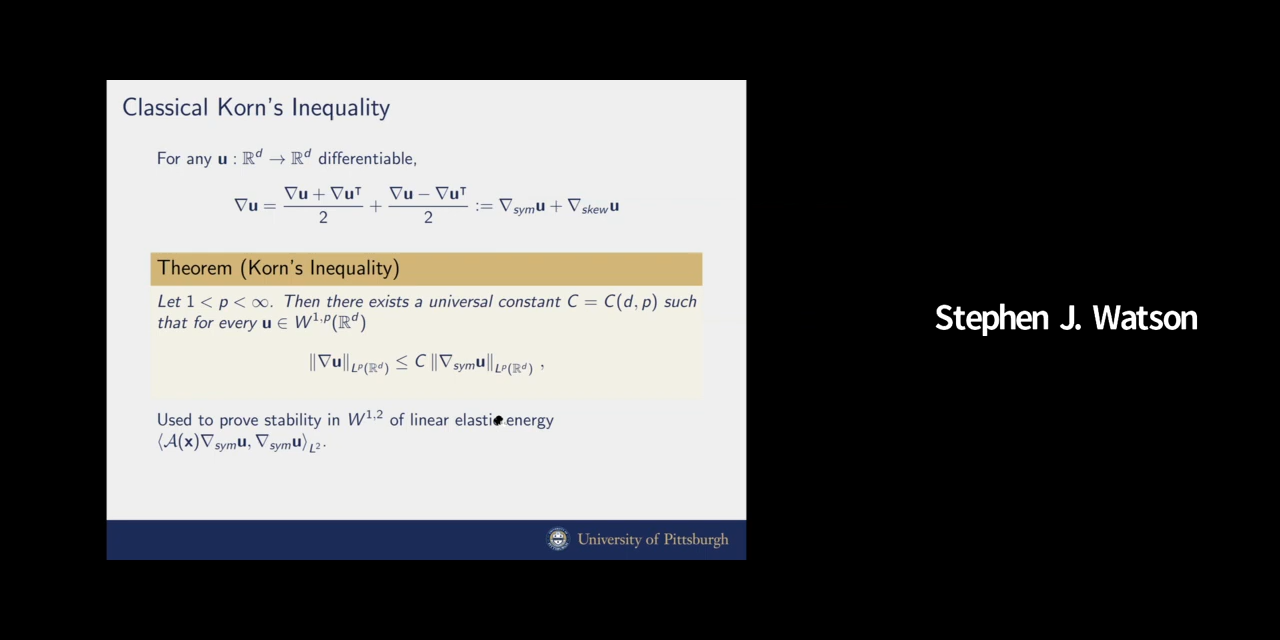 Classical Korn's Inequality
For any u : ℝ^d → ℝ^d differentiable,
∇u = (∇u + ∇u^T)/2 + (∇u − ∇u^T)/2 := ∇_sym u + ∇_skew u
Theorem (Korn's Inequality)
Let 1 < p < ∞. Then there exists a universal constant C = C(d, p) such
that for every u ∈ W^{1,p}(ℝ^d)
‖∇u‖_{L^p(ℝ^d)} ≤ C ‖∇_sym u‖_{L^p(ℝ^d)} ,
Used to prove stability in W^{1,2} of linear elastic energy
⟨𝒜(x)∇_sym u, ∇_sym u⟩_{L^2}.
University of Pittsburgh
Stephen J. Watson